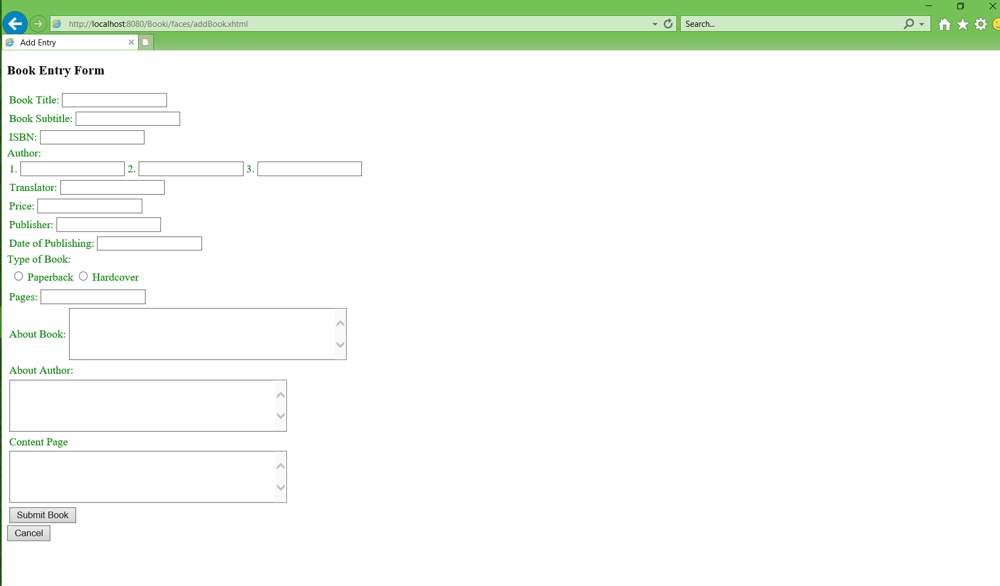 http://localhost:8080/Booki/faces/addBook.xhtml
Search...
Add Entry
Book Entry Form
Book Title:
Book Subtitle:
ISBN:
Author:
1. 2. 3.
Translator:
Price:
Publisher:
Date of Publishing:
Type of Book:
Paperback Hardcover
Pages:
About Book:
About Author:
Content Page
Submit Book
Cancel